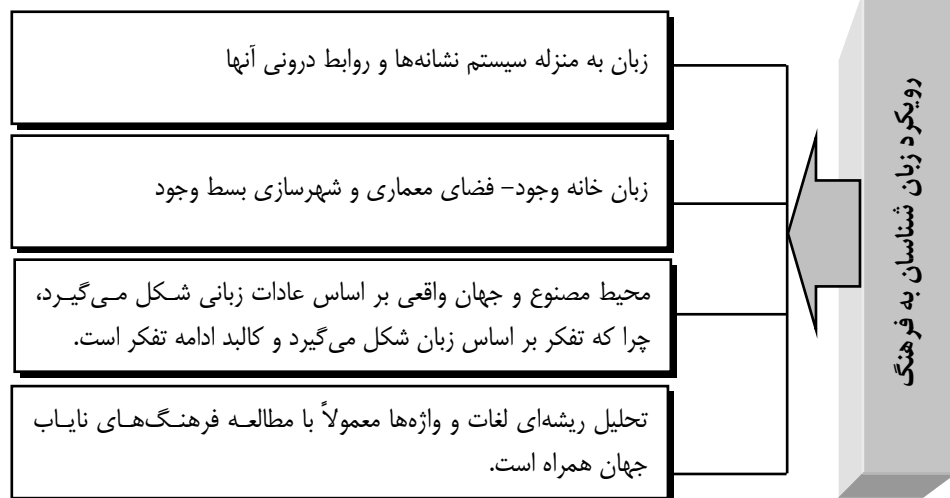 رویکرد زبان شناسان به فرهنگ
زبان به منزله سیستم نشانه‌ها و روابط درونی آنها
زبان خانه وجود- فضای معماری و شهرسازی بسط وجود
محیط مصنوع و جهان واقعی بر اساس عادات زبانی شکل می‌گیرد،
چرا که تفکر بر اساس زبان شکل می‌گیرد و کالبد ادامه تفکر است.
تحلیل ریشه‌ای لغات و واژه‌ها معمولاً با مطالعه فرهنگ‌های نایاب
جهان همراه است.